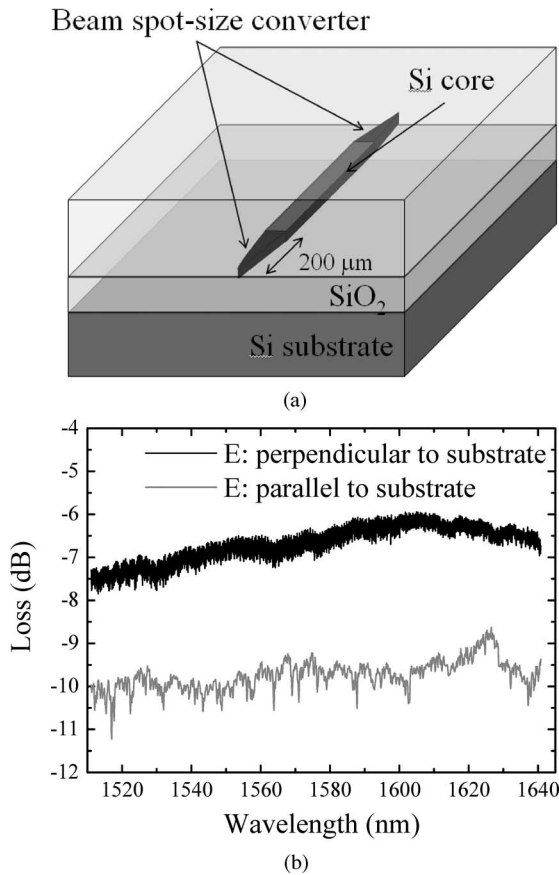 Beam spot-size converter
Si core
200 μm
SiO₂
Si substrate
(a)
-4
-5
-6
-7
-8
-9
-10
-11
-12
E: perpendicular to substrate
E: parallel to substrate
Loss (dB)
1520 1540 1560 1580 1600 1620 1640
Wavelength (nm)
(b)